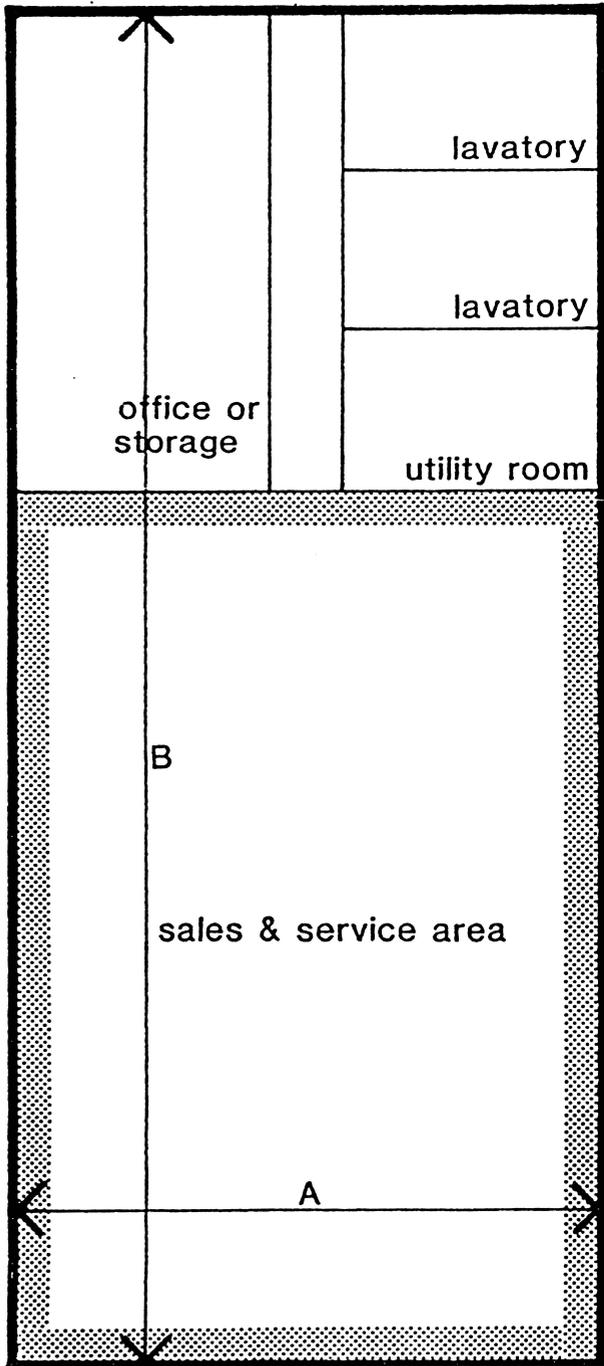 lavatory
lavatory
office or
storage
utility room
B
sales & service area
A